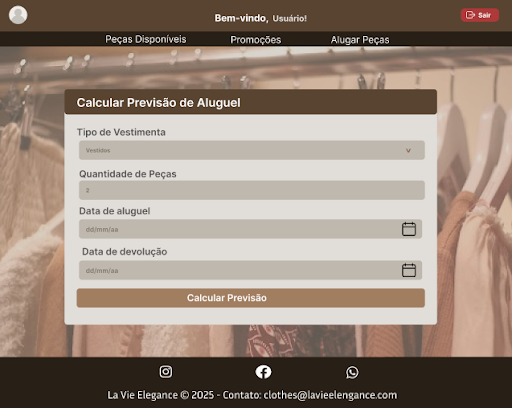 Bem-vindo, Usuário!
Sair
Peças Disponíveis Promoções Alugar Peças
Calcular Previsão de Aluguel
Tipo de Vestimenta
Vestidos
Quantidade de Peças
2
Data de aluguel
dd/mm/aa
Data de devolução
dd/mm/aa
Calcular Previsão
La Vie Elegance © 2025 - Contato: clothes@lavieelengance.com